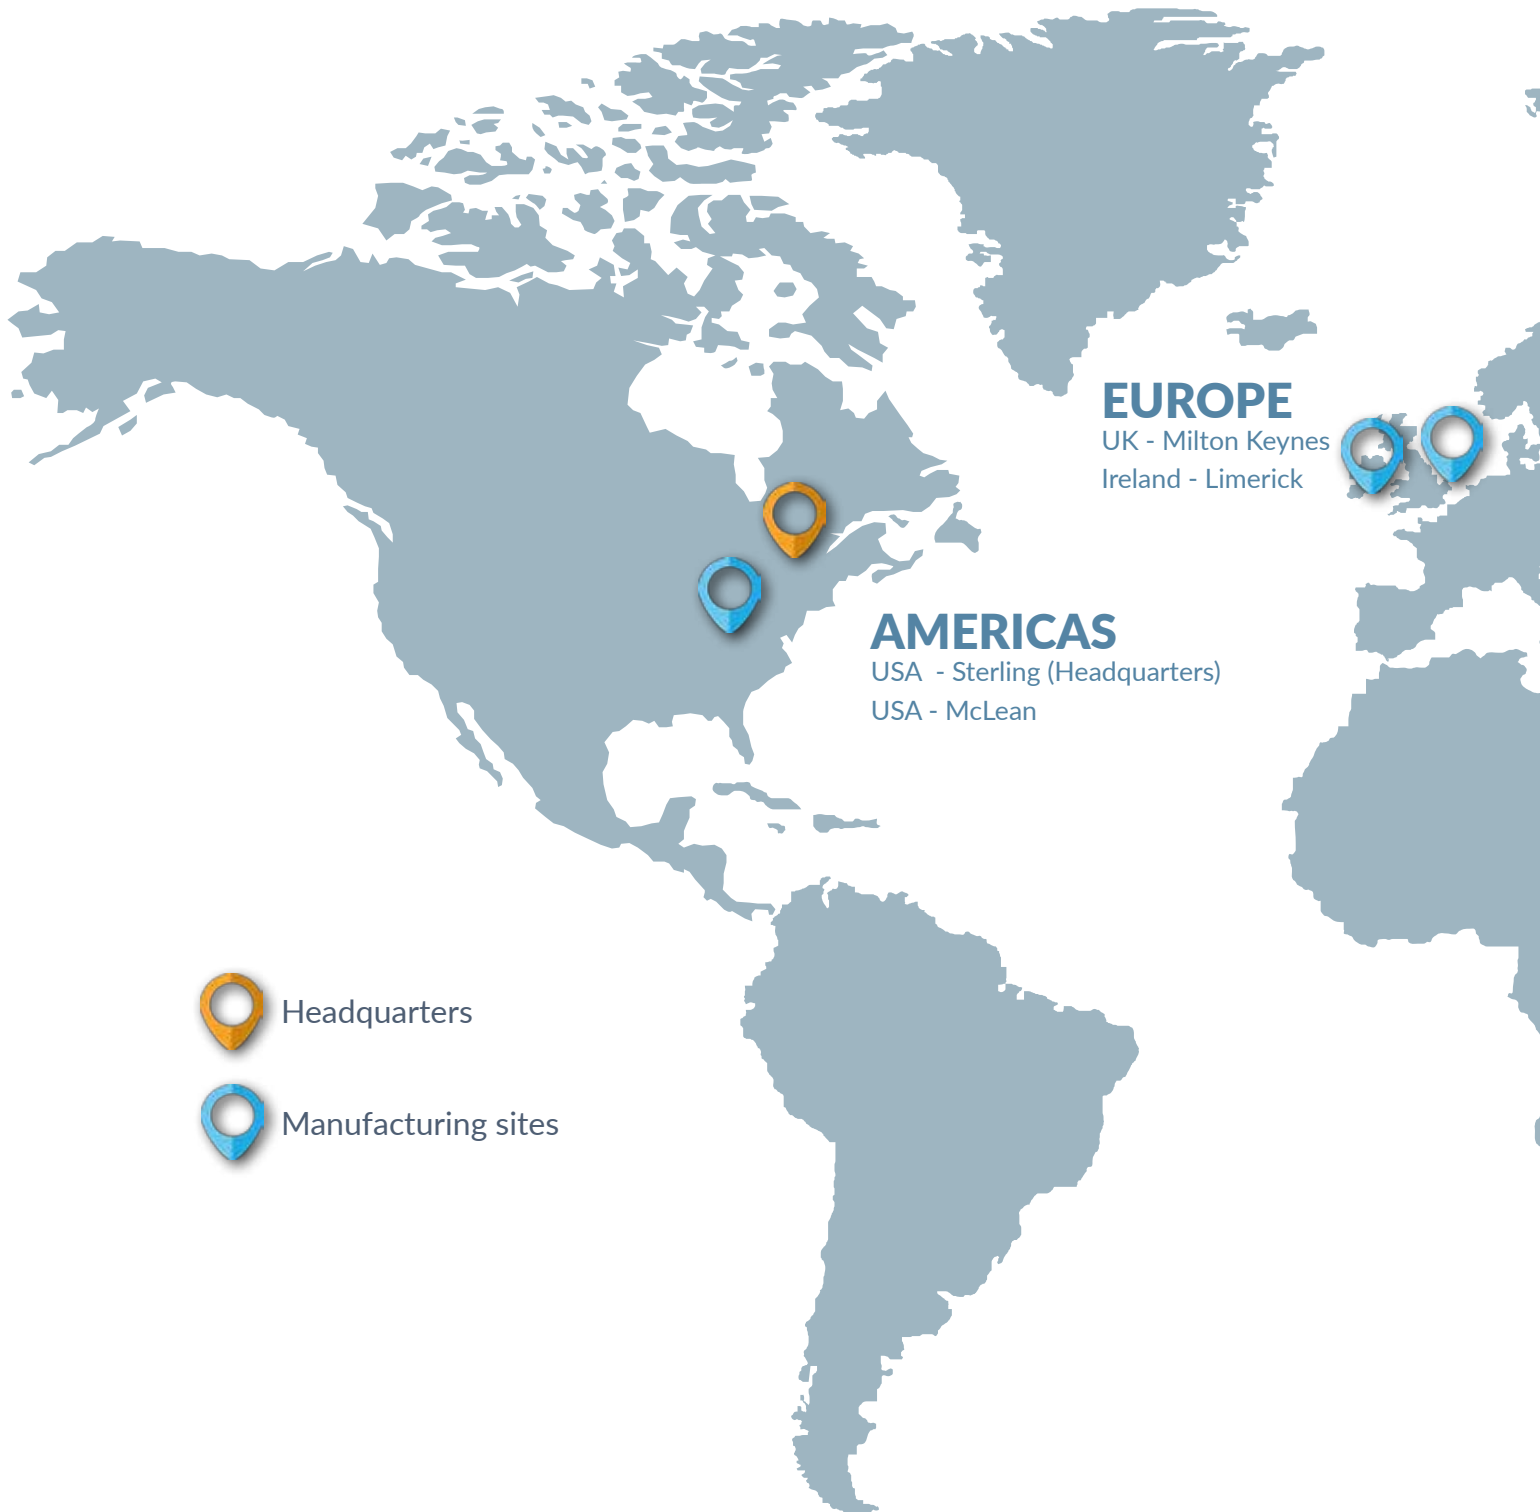 EUROPE
UK - Milton Keynes
Ireland - Limerick
AMERICAS
USA  - Sterling (Headquarters)
USA - McLean
Headquarters
Manufacturing sites